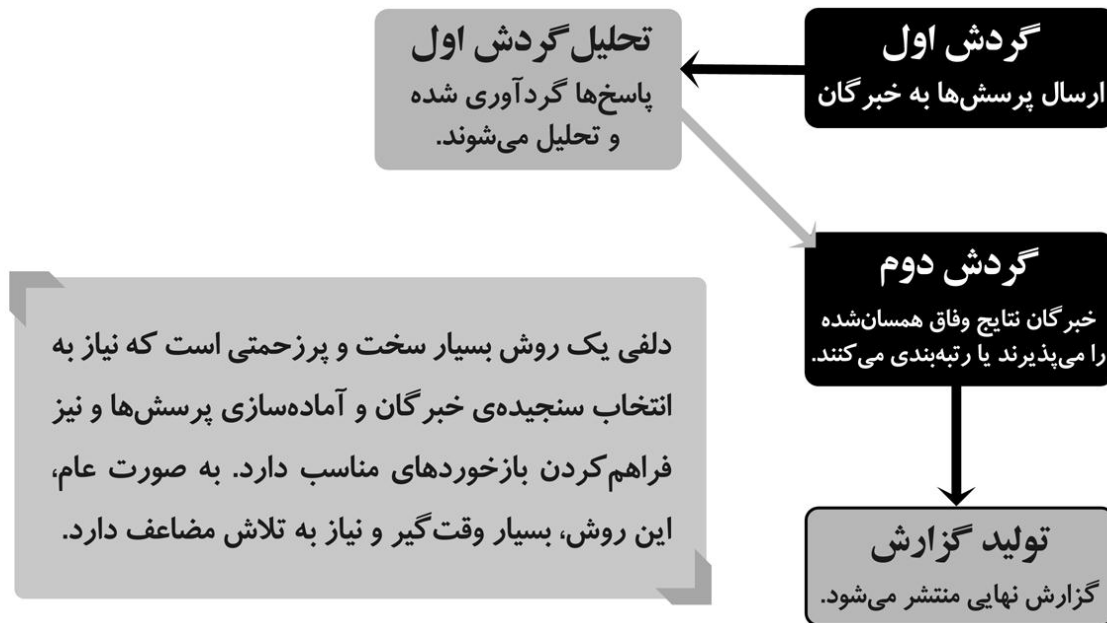 گردش اول
ارسال پرسش‌ها به خبرگان
تحلیل گردش اول
پاسخ‌ها گردآوری شده
و تحلیل می‌شوند.
گردش دوم
خبرگان نتایج وفاق همسان‌شده
را می‌پذیرند یا رتبه‌بندی می‌کنند.
تولید گزارش
گزارش نهایی منتشر می‌شود.
دلفی یک روش بسیار سخت و پرزحمتی است که نیاز به
انتخاب سنجیده‌ی خبرگان و آماده‌سازی پرسش‌ها و نیز
فراهم‌کردن بازخوردهای مناسب دارد. به صورت عام،
این روش، بسیار وقت‌گیر و نیاز به تلاش مضاعف دارد.